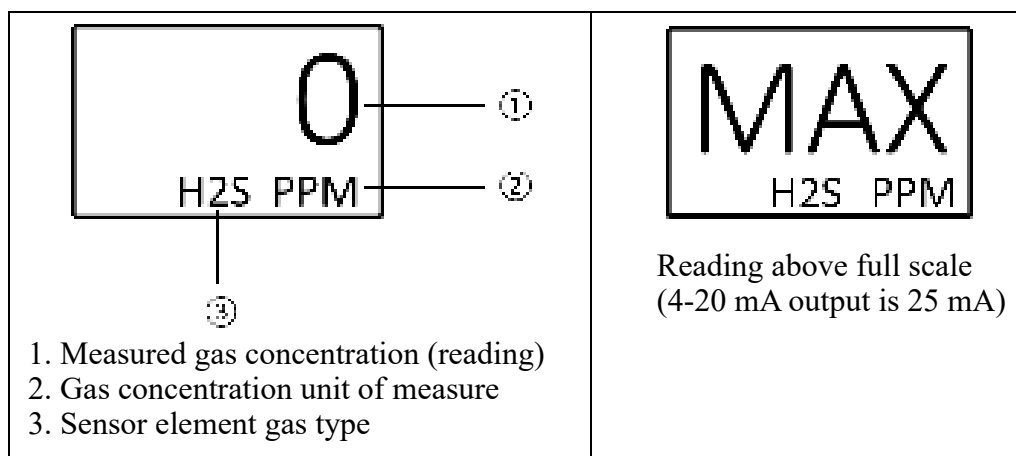 0
①
H2S PPM
②
③
1. Measured gas concentration (reading)
2. Gas concentration unit of measure
3. Sensor element gas type
MAX
H2S PPM
Reading above full scale
(4-20 mA output is 25 mA)